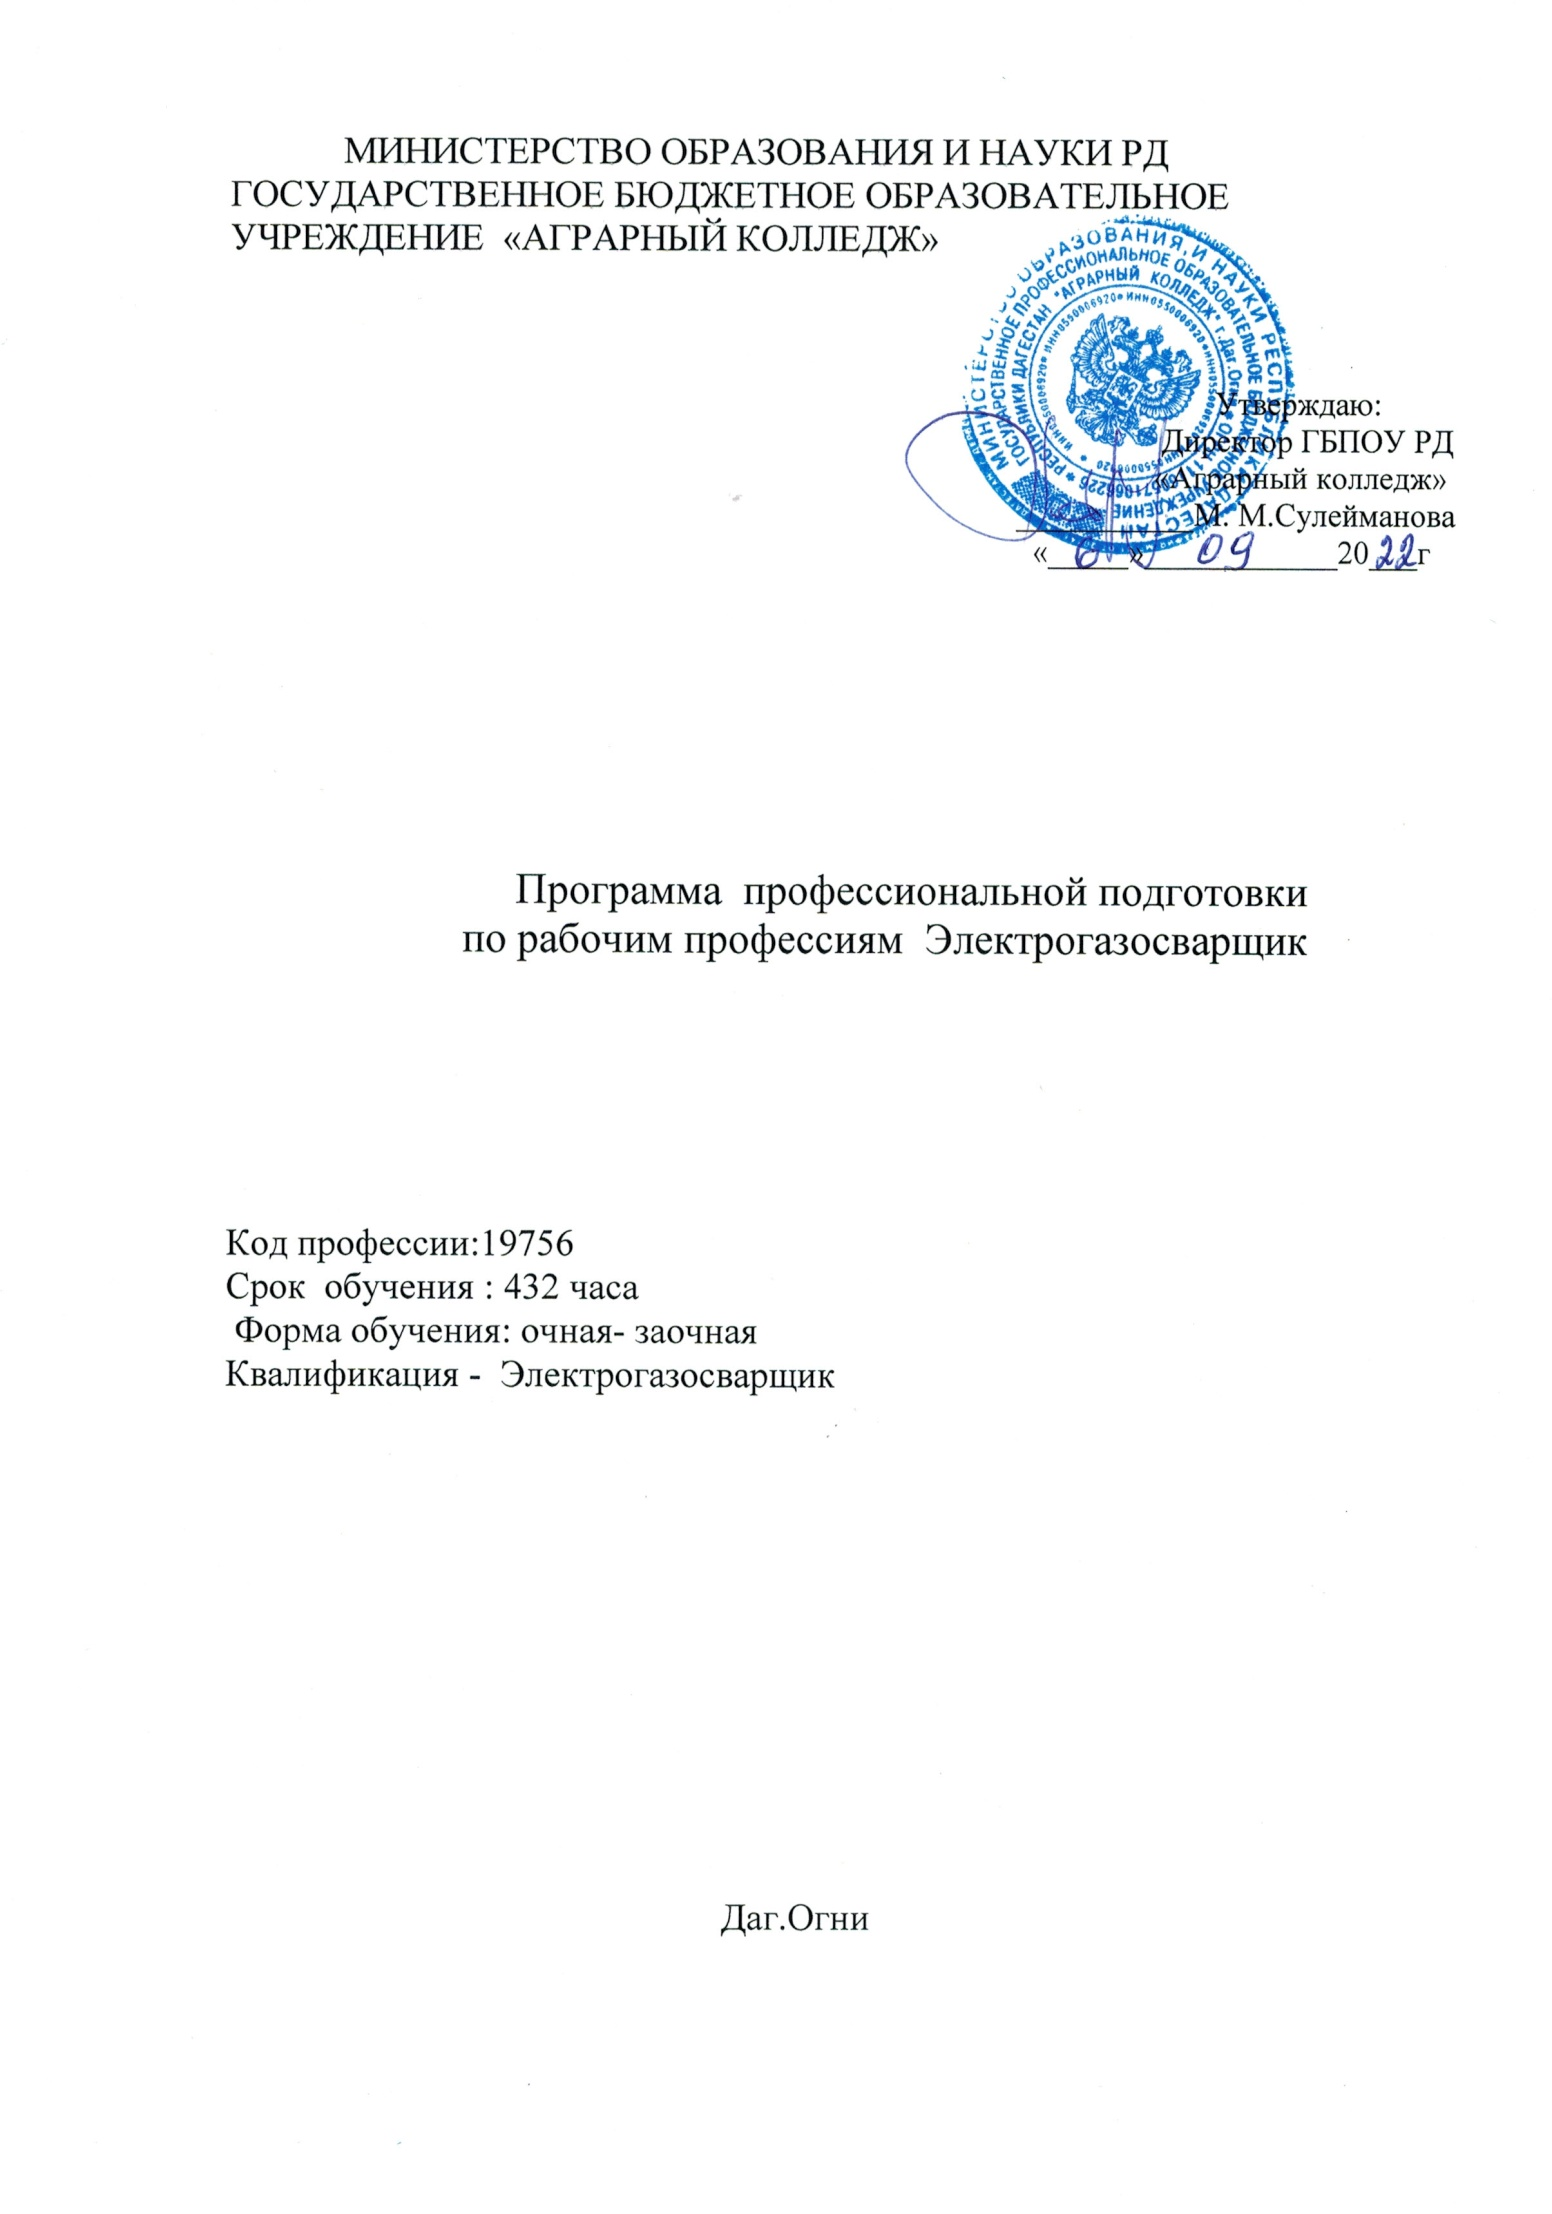 МИНИСТЕРСТВО ОБРАЗОВАНИЯ И НАУКИ РД
ГОСУДАРСТВЕННОЕ БЮДЖЕТНОЕ ОБРАЗОВАТЕЛЬНОЕ
УЧРЕЖДЕНИЕ «АГРАРНЫЙ КОЛЛЕДЖ»
Утверждаю:
Директор ГБПОУ РД
«Аграрный колледж»
М. М.Сулейманова
« 6 » 09 2022г
Программа профессиональной подготовки
по рабочим профессиям Электрогазосварщик
Код профессии:19756
Срок обучения : 432 часа
Форма обучения: очная- заочная
Квалификация - Электрогазосварщик
Даг.Огни